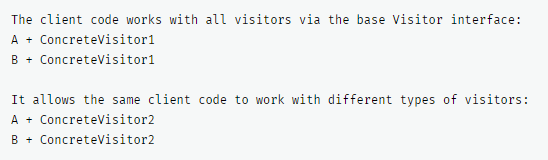 The client code works with all visitors via the base Visitor interface:
A + ConcreteVisitor1
B + ConcreteVisitor1
It allows the same client code to work with different types of visitors:
A + ConcreteVisitor2
B + ConcreteVisitor2